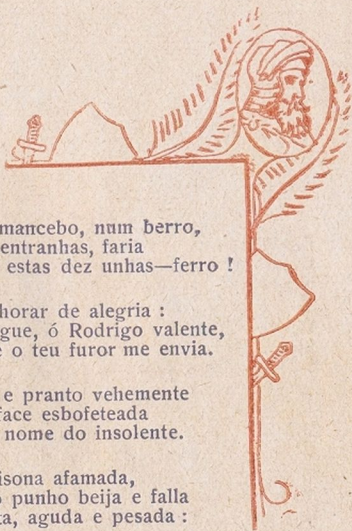 mancebo, num berro,
entranhas, faria
estas dez unhas—ferro !
horar de alegria :
gue, ó Rodrigo valente,
e o teu furor me envia.
e pranto vehemente
face esbofeteada
nome do insolente.
isona afamada,
o punho beija e falla
ta, aguda e pesada :